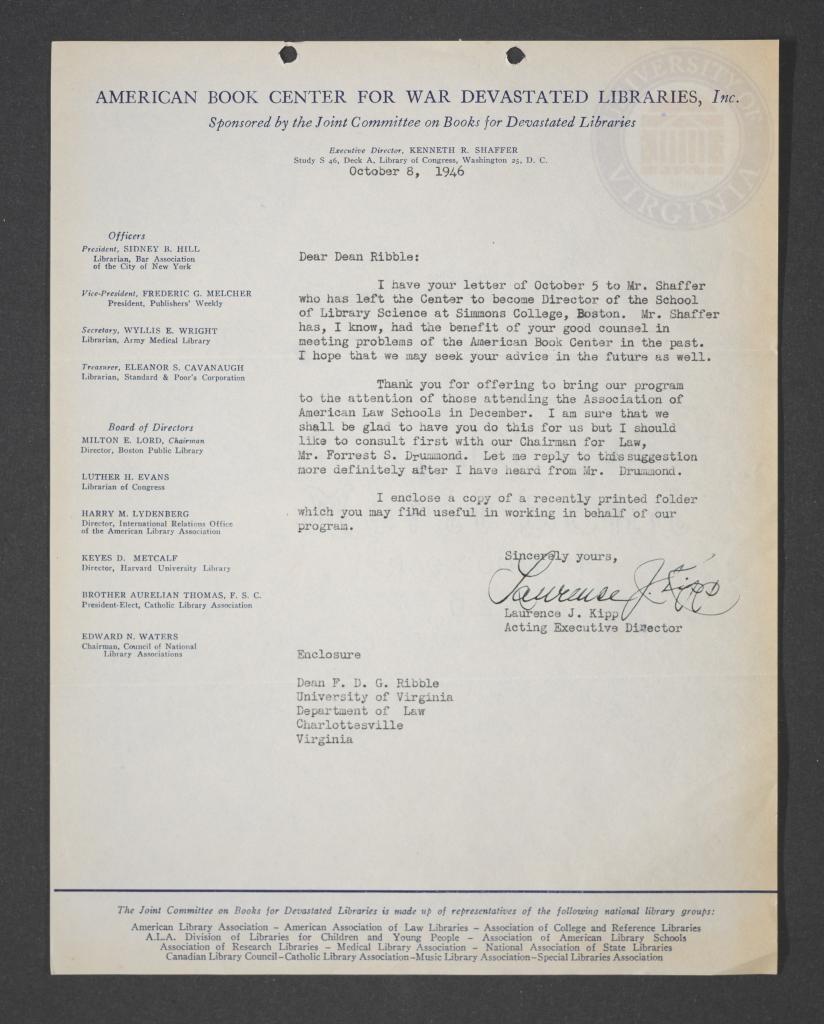 AMERICAN BOOK CENTER FOR WAR DEVASTATED LIBRARIES, Inc.
Sponsored by the Joint Committee on Books for Devastated Libraries
Executive Director, KENNETH R. SHAFFER
Study S 46, Deck A, Library of Congress, Washington 25, D. C.
October 8, 1946
UNIVERSITY OF VIRGINIA
Officers
President, SIDNEY B. HILL
Librarian, Bar Association
of the City of New York
Vice-President, FREDERIC G. MELCHER
President, Publishers' Weekly
Secretary, WYLLIS E. WRIGHT
Librarian, Army Medical Library
Treasurer, ELEANOR S. CAVANAUGH
Librarian, Standard & Poor's Corporation
Board of Directors
MILTON E. LORD, Chairman
Director, Boston Public Library
LUTHER H. EVANS
Librarian of Congress
HARRY M. LYDENBERG
Director, International Relations Office
of the American Library Association
KEYES D. METCALF
Director, Harvard University Library
BROTHER AURELIAN THOMAS, F. S. C.
President-Elect, Catholic Library Association
EDWARD N. WATERS
Chairman, Council of National
Library Associations
Dear Dean Ribble:
I have your letter of October 5 to Mr. Shaffer
who has left the Center to become Director of the School
of Library Science at Simmons College, Boston. Mr. Shaffer
has, I know, had the benefit of your good counsel in
meeting problems of the American Book Center in the past.
I hope that we may seek your advice in the future as well.
Thank you for offering to bring our program
to the attention of those attending the Association of
American Law Schools in December. I am sure that we
shall be glad to have you do this for us but I should
like to consult first with our Chairman for Law,
Mr. Forrest S. Drummond. Let me reply to this suggestion
more definitely after I have heard from Mr. Drummond.
I enclose a copy of a recently printed folder
which you may find useful in working in behalf of our
program.
Sincerely yours,
Laurence J. Kipp
Laurence J. Kipp
Acting Executive Director
Enclosure
Dean F. D. G. Ribble
University of Virginia
Department of Law
Charlottesville
Virginia
The Joint Committee on Books for Devastated Libraries is made up of representatives of the following national library groups:
American Library Association – American Association of Law Libraries – Association of College and Reference Libraries
A.L.A. Division of Libraries for Children and Young People – Association of American Library Schools
Association of Research Libraries – Medical Library Association – National Association of State Libraries
Canadian Library Council–Catholic Library Association–Music Library Association–Special Libraries Association